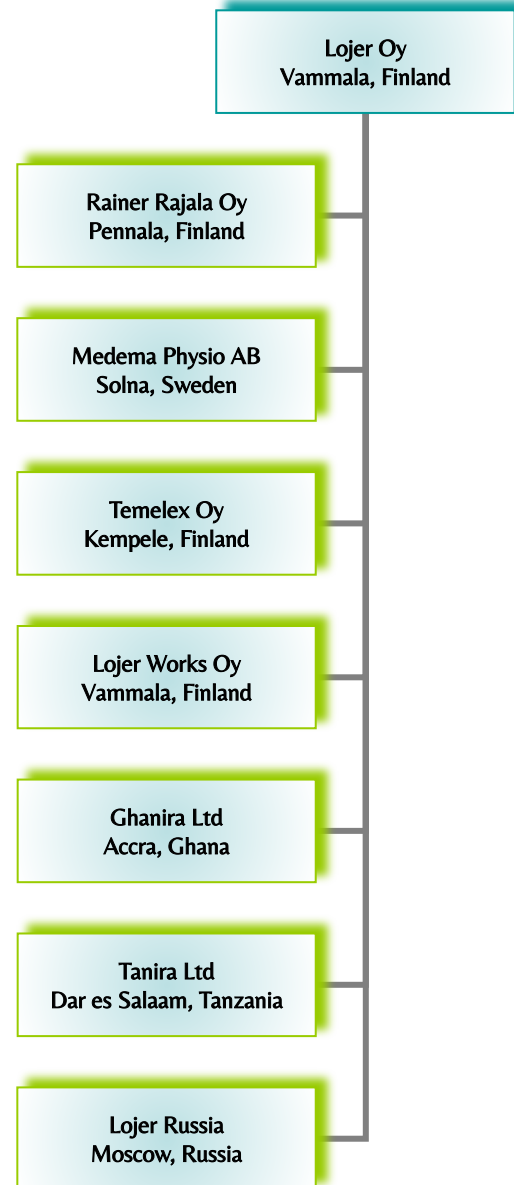 Lojer Oy
Vammala, Finland
Rainer Rajala Oy
Pennala, Finland
Medema Physio AB
Solna, Sweden
Temelex Oy
Kempele, Finland
Lojer Works Oy
Vammala, Finland
Ghanira Ltd
Accra, Ghana
Tanira Ltd
Dar es Salaam, Tanzania
Lojer Russia
Moscow, Russia